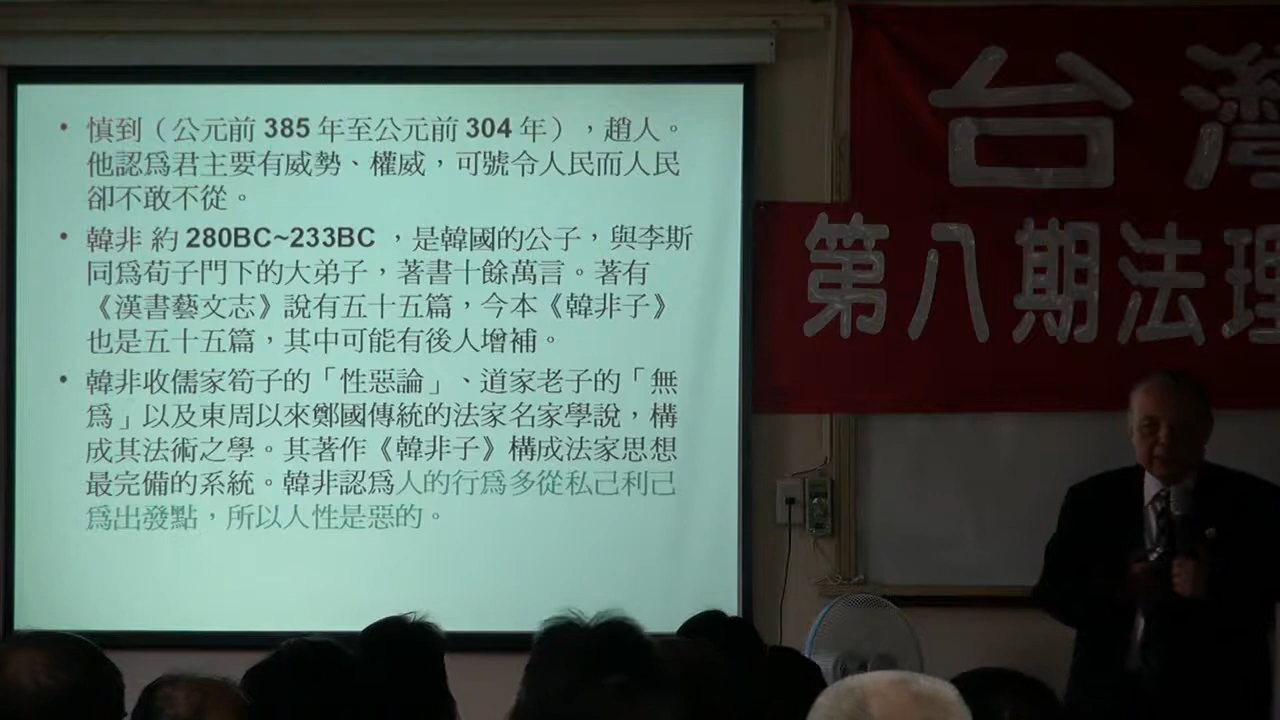 • 慎到（公元前 385 年至公元前 304 年），趙人。
他認爲君主要有威勢、權威，可號令人民而人民
卻不敢不從。
• 韓非 約 280BC~233BC ，是韓國的公子，與李斯
同爲荀子門下的大弟子，著書十餘萬言。著有
《漢書藝文志》說有五十五篇，今本《韓非子》
也是五十五篇，其中可能有後人增補。
• 韓非收儒家荀子的「性惡論」、道家老子的「無
爲」以及東周以來鄭國傳統的法家名家學說，構
成其法術之學。其著作《韓非子》構成法家思想
最完備的系統。韓非認爲人的行爲多從私己利己
爲出發點，所以人性是惡的。
台灣
第八期法理